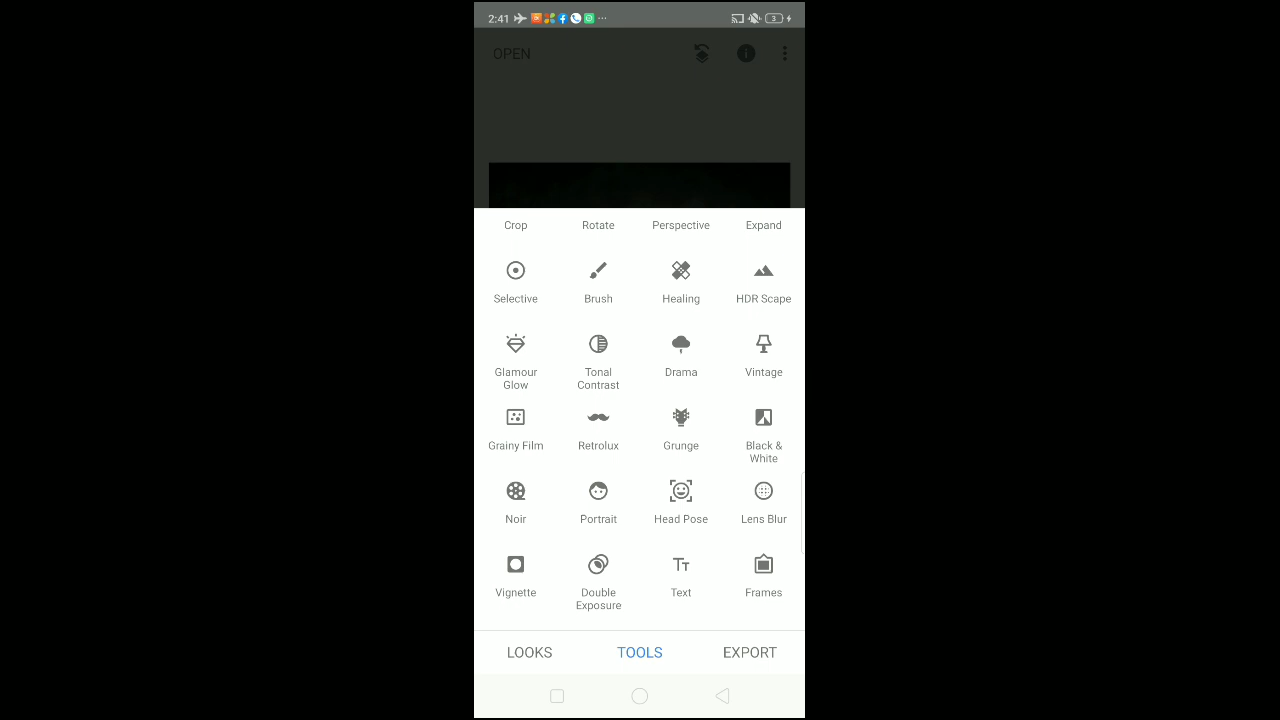 2:41 3
OPEN
Crop Rotate Perspective Expand
Selective Brush Healing HDR Scape
Glamour Glow Tonal Contrast Drama Vintage
Grainy Film Retrolux Grunge Black & White
Noir Portrait Head Pose Lens Blur
Vignette Double Exposure Text Frames
LOOKS TOOLS EXPORT